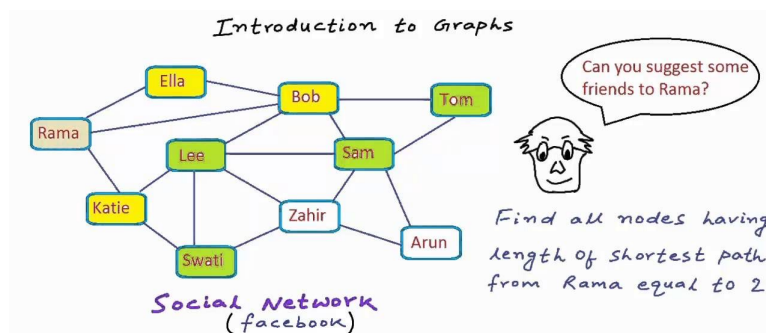 Introduction to Graphs
Can you suggest some
friends to Rama?
Ella
Bob
Tom
Rama
Lee
Sam
Katie
Zahir
Arun
Swati
Find all nodes having
length of shortest path
from Rama equal to 2
Social Network
(facebook)